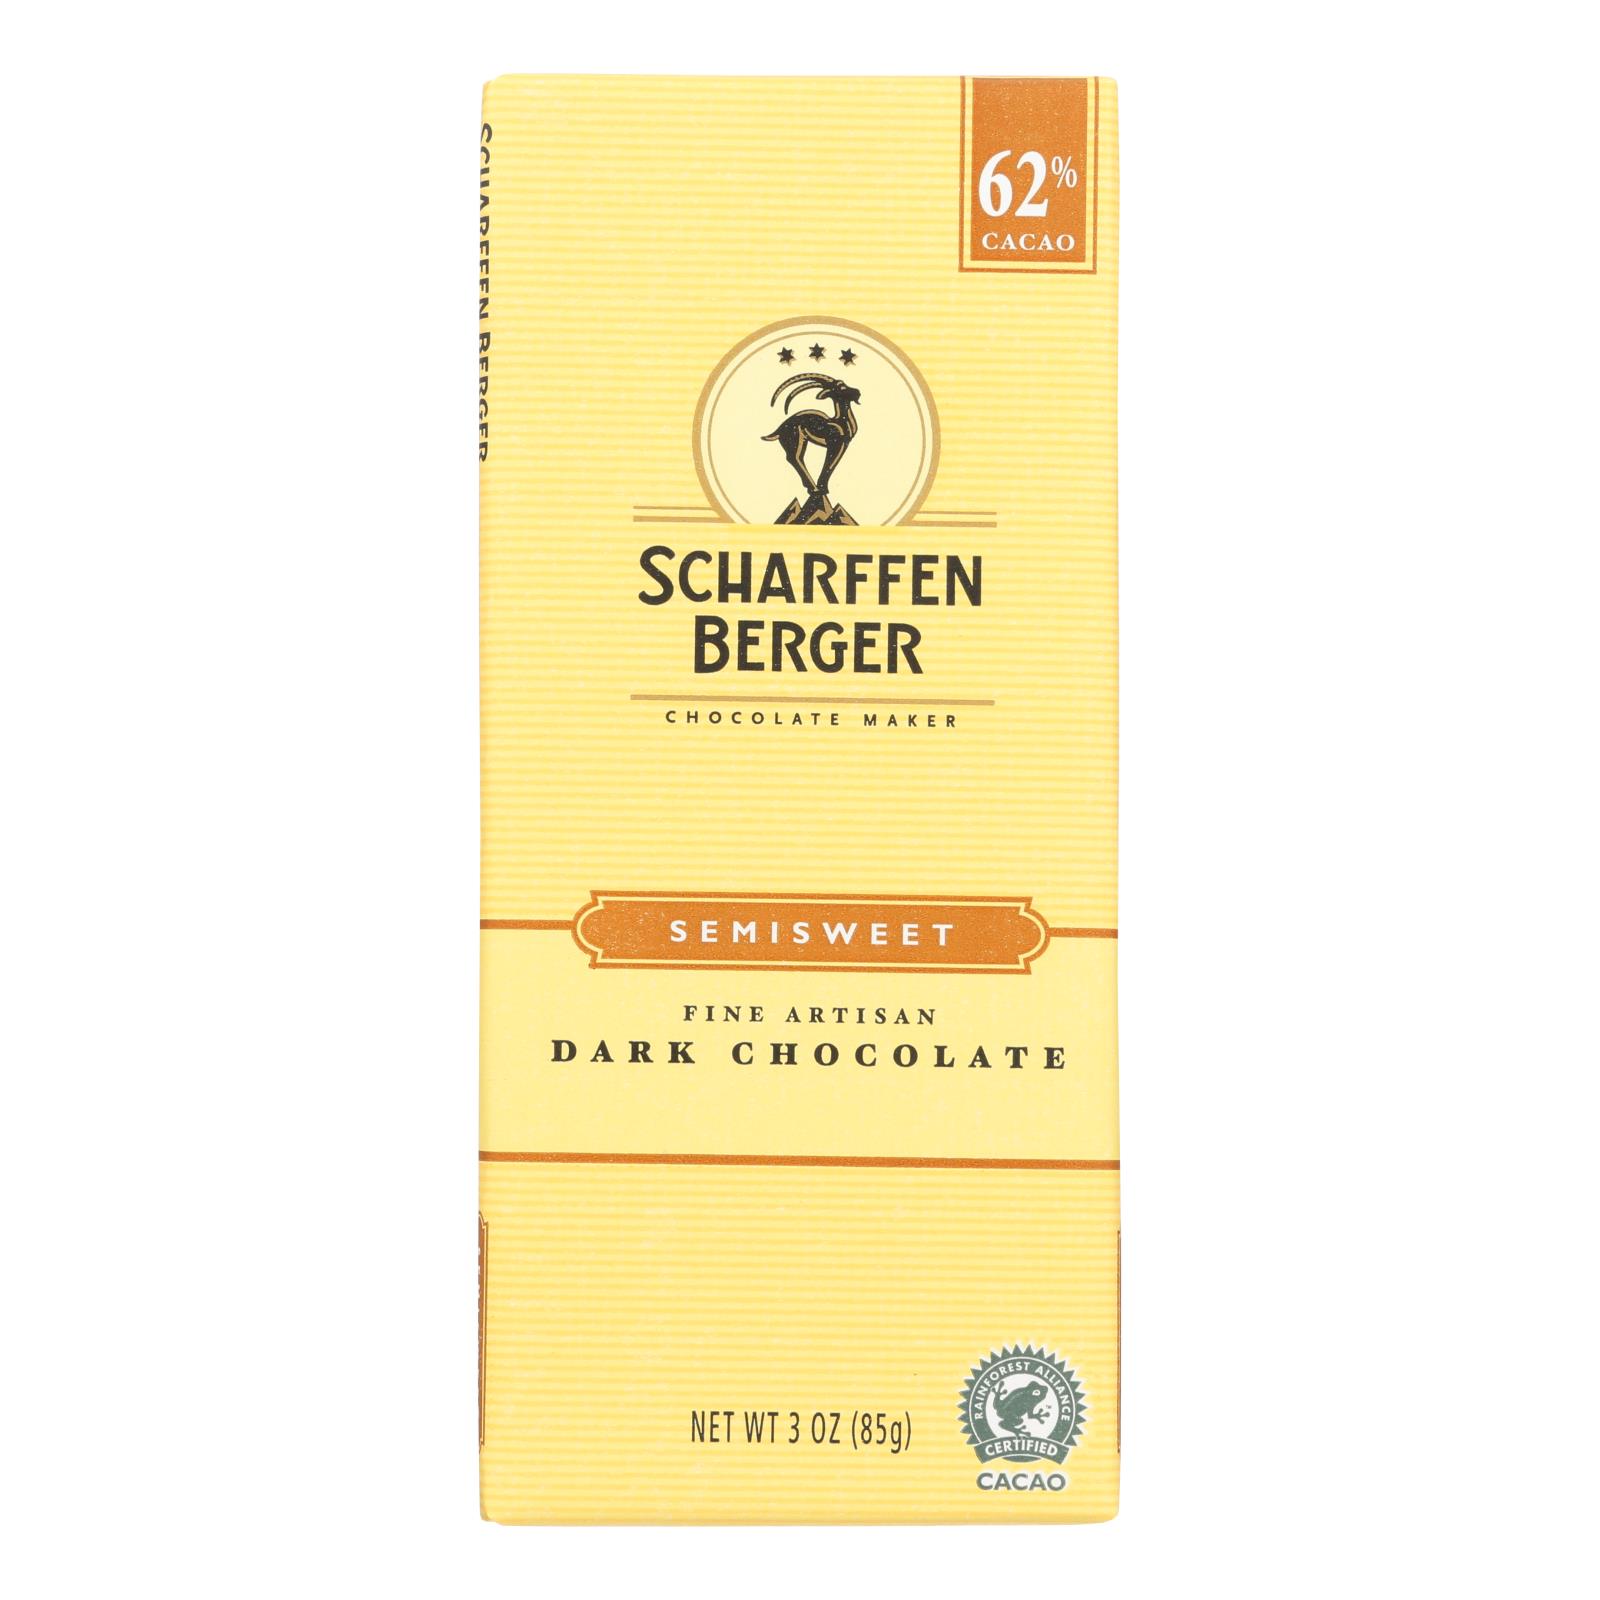 62%
CACAO
SCHARFFEN BERGER
SCHARFFEN
BERGER
CHOCOLATE MAKER
SEMISWEET
FINE ARTISAN
DARK CHOCOLATE
NET WT 3 OZ (85g)
RAINFOREST ALLIANCE
CERTIFIED
CACAO